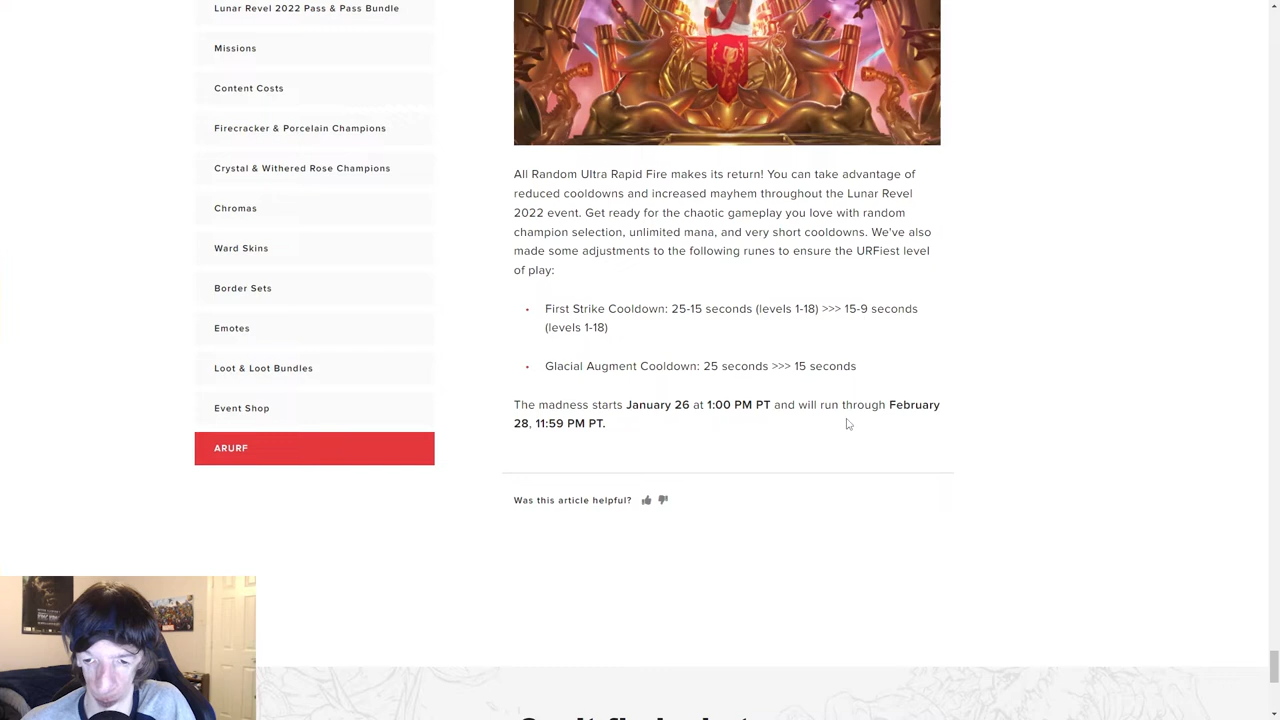 Lunar Revel 2022 Pass & Pass Bundle
Missions
Content Costs
Firecracker & Porcelain Champions
Crystal & Withered Rose Champions
Chromas
Ward Skins
Border Sets
Emotes
Loot & Loot Bundles
Event Shop
ARURF
All Random Ultra Rapid Fire makes its return! You can take advantage of
reduced cooldowns and increased mayhem throughout the Lunar Revel
2022 event. Get ready for the chaotic gameplay you love with random
champion selection, unlimited mana, and very short cooldowns. We've also
made some adjustments to the following runes to ensure the URFiest level
of play:
• First Strike Cooldown: 25-15 seconds (levels 1-18) >>> 15-9 seconds
(levels 1-18)
• Glacial Augment Cooldown: 25 seconds >>> 15 seconds
The madness starts January 26 at 1:00 PM PT and will run through February
28, 11:59 PM PT.
Was this article helpful?